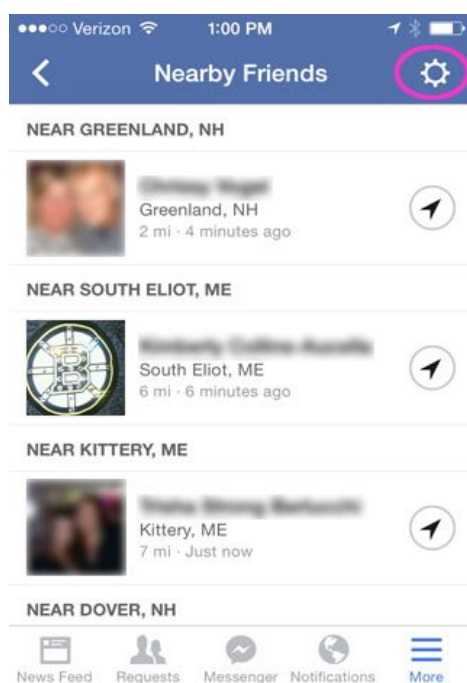 Verizon 1:00 PM
Nearby Friends
NEAR GREENLAND, NH
Greenland, NH
2 mi · 4 minutes ago
NEAR SOUTH ELIOT, ME
B
South Eliot, ME
6 mi · 6 minutes ago
NEAR KITTERY, ME
Kittery, ME
7 mi · Just now
NEAR DOVER, NH
News Feed Requests Messenger Notifications More